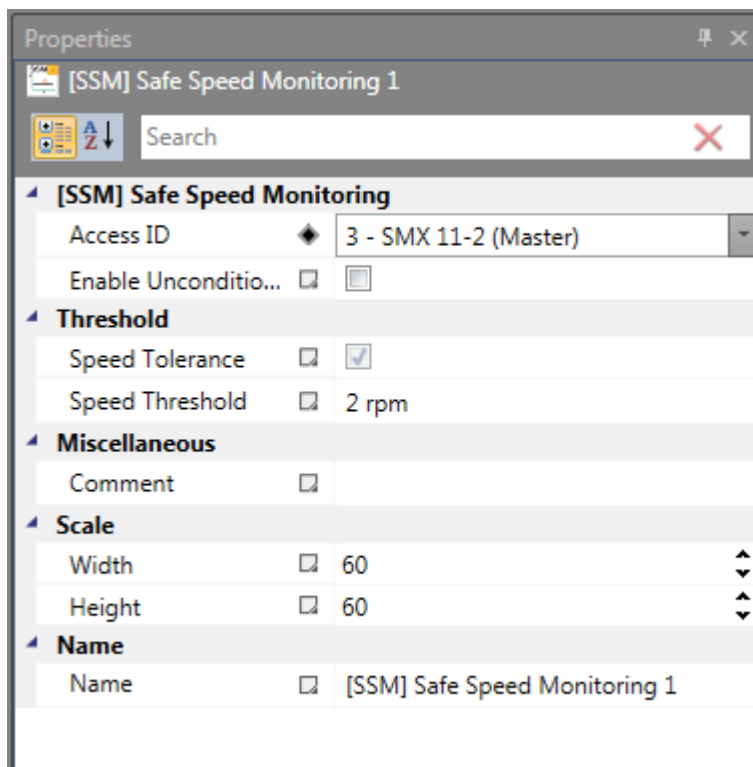 Properties
[SSM] Safe Speed Monitoring 1
Search
[SSM] Safe Speed Monitoring
Access ID 3 - SMX 11-2 (Master)
Enable Unconditio...
Threshold
Speed Tolerance
Speed Threshold 2 rpm
Miscellaneous
Comment
Scale
Width 60
Height 60
Name
Name [SSM] Safe Speed Monitoring 1